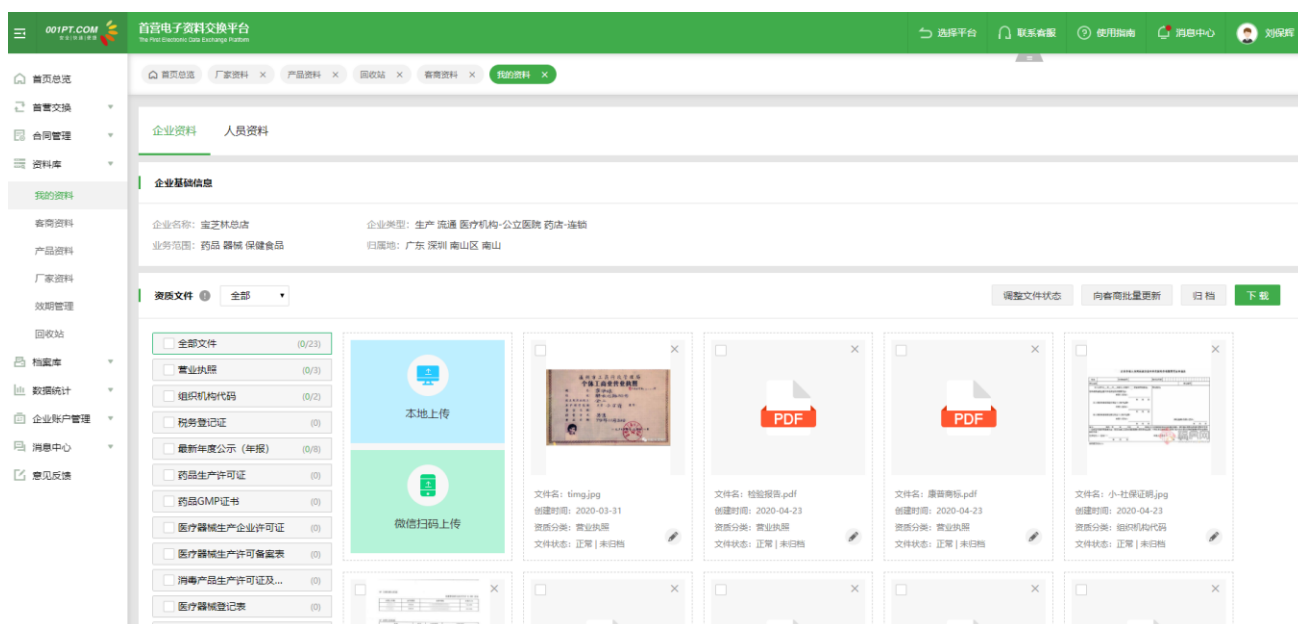 001PT.COM
首营电子资料交换平台
The First Electronic Data Exchange Platform
选择平台
联系客服
使用指南
消息中心
刘保辉
首页总览
首营交换
合同管理
资料库
我的资料
客商资料
产品资料
厂家资料
效期管理
回收站
档案库
数据统计
企业账户管理
消息中心
意见反馈
首页总览
厂家资料 ×
产品资料 ×
回收站 ×
客商资料 ×
我的资料 ×
企业资料 人员资料
企业基础信息
企业名称: 宝芝林总店 企业类型: 生产 流通 医疗机构-公立医院 药店-连锁
业务范围: 药品 器械 保健食品 归属地: 广东 深圳 南山区 南山
资质文件 全部
调整文件状态 向客商批量更新 归 档 下 载
全部文件 (0/23)
营业执照 (0/3)
组织机构代码 (0/2)
税务登记证 (0)
最新年度公示（年报） (0/8)
药品生产许可证 (0)
药品GMP证书 (0)
医疗器械生产企业许可证 (0)
医疗器械生产许可备案表 (0)
消毒产品生产许可证及... (0)
医疗器械登记表 (0)
本地上传
微信扫码上传
个体工商业营业执照
文件名: timg.jpg
创建时间: 2020-03-31
资质分类: 营业执照
文件状态: 正常 | 未归档
PDF
文件名: 检验报告.pdf
创建时间: 2020-04-23
资质分类: 营业执照
文件状态: 正常 | 未归档
PDF
文件名: 康晋商标.pdf
创建时间: 2020-04-23
资质分类: 营业执照
文件状态: 正常 | 未归档
文件名: 小-社保证明.jpg
创建时间: 2020-04-23
资质分类: 组织机构代码
文件状态: 正常 | 未归档